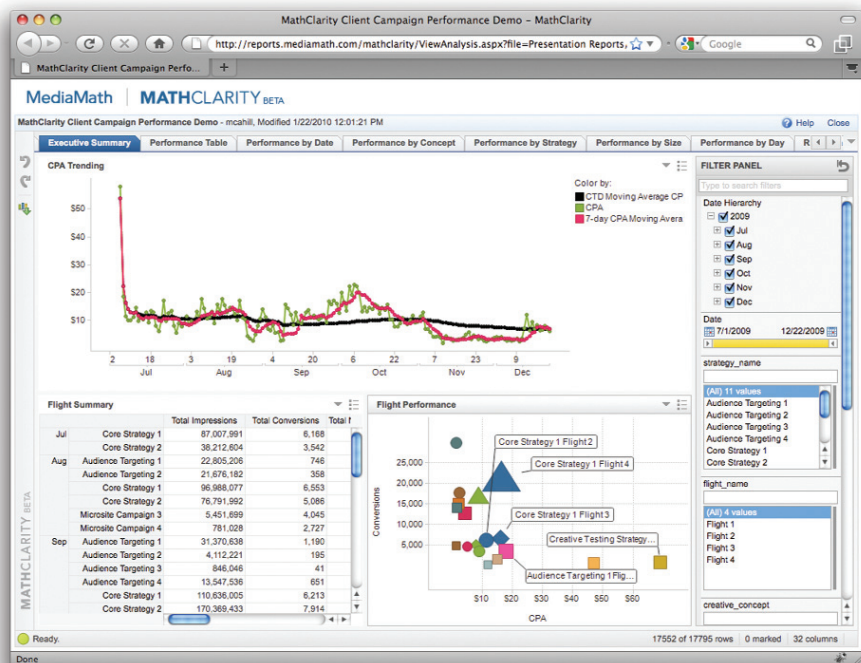 MathClarity Client Campaign Performance Demo – MathClarity
http://reports.mediamath.com/mathclarity/ViewAnalysis.aspx?file=Presentation Reports,
Google
MathClarity Client Campaign Perfo...
MediaMath | MATHCLARITY BETA
MathClarity Client Campaign Performance Demo - mcahill, Modified 1/22/2010 12:01:21 PM
Help Close
Executive Summary Performance Table Performance by Date Performance by Concept Performance by Strategy Performance by Size Performance by Day R
CPA Trending
Color by:
CTD Moving Average CP
CPA
7-day CPA Moving Avera
$60
$50
$40
$30
$20
$10
2 18 3 19 4 20 6 22 7 23 9
Jul Aug Sep Oct Nov Dec
FILTER PANEL
Type to search filters
Date Hierarchy
2009
Jul
Aug
Sep
Oct
Nov
Dec
Date
7/1/2009 12/22/2009
strategy_name
(All) 11 values
Audience Targeting 1
Audience Targeting 2
Audience Targeting 3
Audience Targeting 4
Core Strategy 1
Core Strategy 2
flight_name
(All) 4 values
Flight 1
Flight 2
Flight 3
Flight 4
creative_concept
Flight Summary
Total Impressions Total Conversions Total
Jul Core Strategy 1 87,007,991 6,168
Core Strategy 2 38,212,604 3,542
Aug Audience Targeting 1 22,805,206 746
Audience Targeting 2 21,676,182 358
Core Strategy 1 96,988,077 6,553
Core Strategy 2 76,791,992 5,086
Microsite Campaign 3 5,451,699 4,045
Microsite Campaign 4 781,028 2,727
Sep Audience Targeting 1 31,370,638 1,190
Audience Targeting 2 4,112,221 195
Audience Targeting 3 846,046 41
Audience Targeting 4 13,547,536 651
Core Strategy 1 110,636,005 6,213
Core Strategy 2 170,369,433 7,914
Flight Performance
Conversions
25,000
20,000
15,000
10,000
5,000
Core Strategy 1 Flight 2
Core Strategy 1 Flight 4
Core Strategy 1 Flight 3
Creative Testing Strategy...
Audience Targeting 1 Flig...
$10 $20 $20 $50 $60
CPA
MATHCLARITY BETA
Ready.
17552 of 17795 rows 0 marked 32 columns
Done